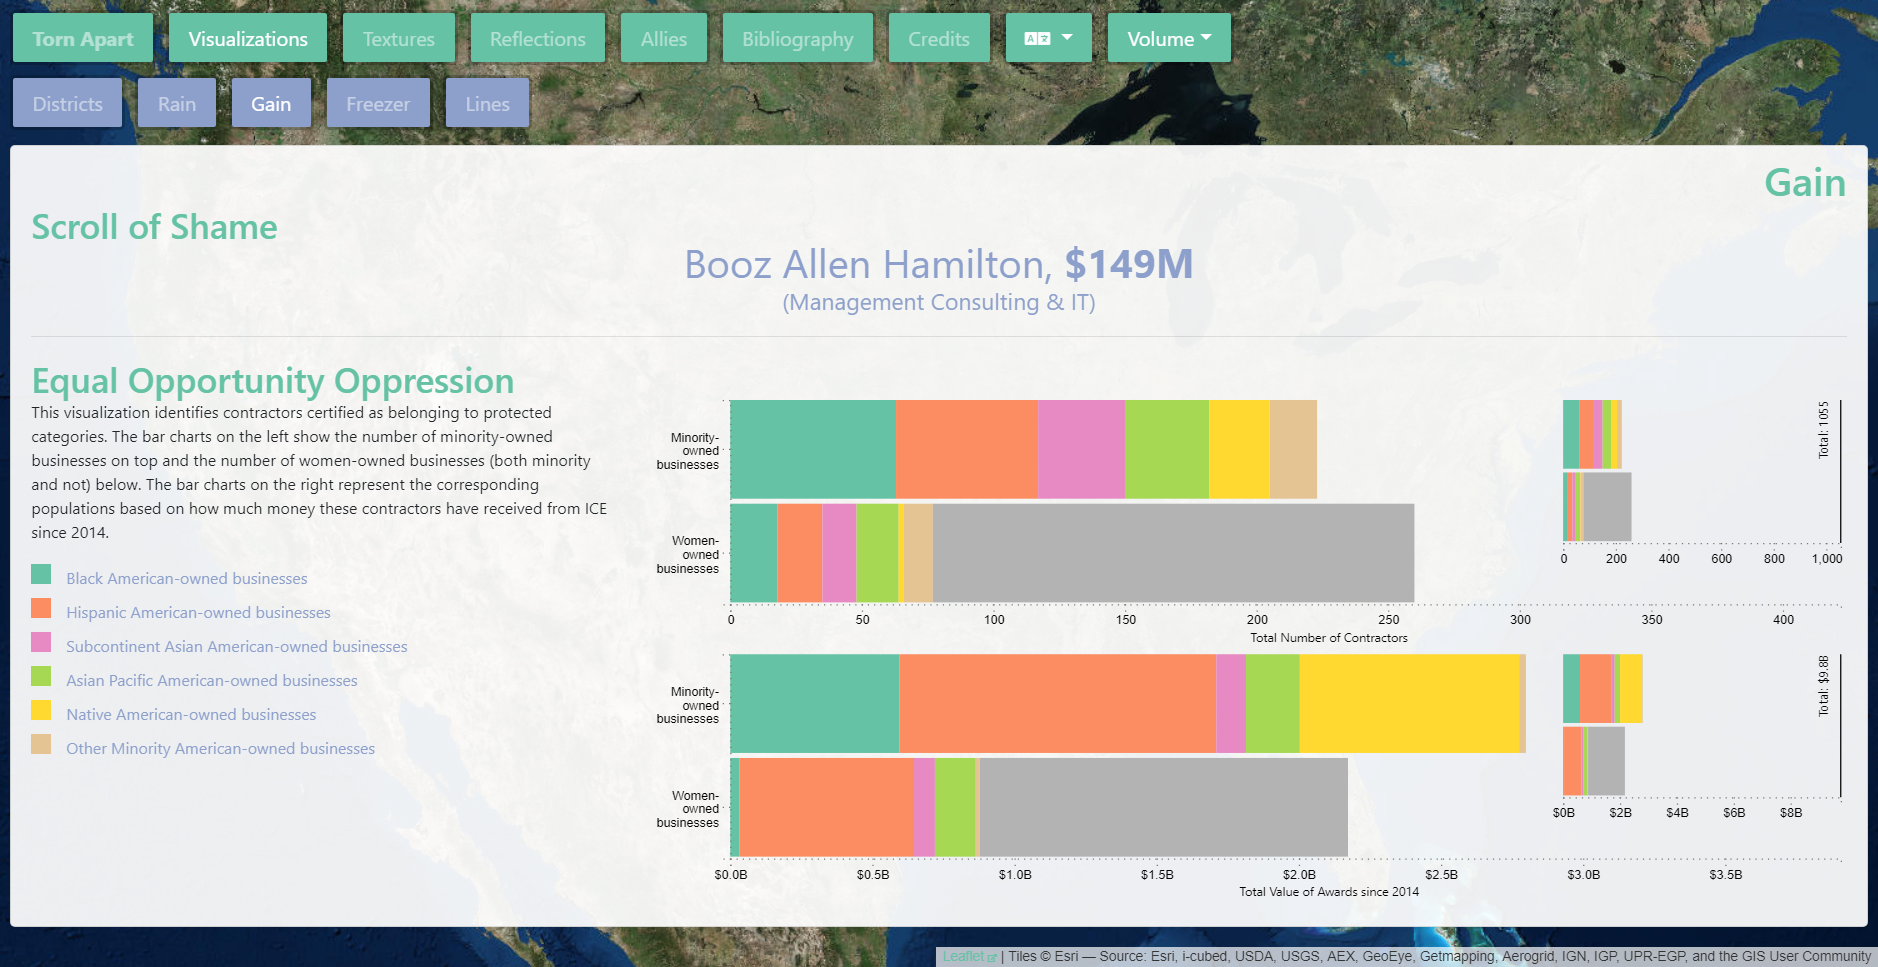 Torn Apart
Visualizations
Textures
Reflections
Allies
Bibliography
Credits
Volume
Districts
Rain
Gain
Freezer
Lines
Gain
Scroll of Shame
Booz Allen Hamilton, $149M
(Management Consulting & IT)
Equal Opportunity Oppression
This visualization identifies contractors certified as belonging to protected
categories. The bar charts on the left show the number of minority-owned
businesses on top and the number of women-owned businesses (both minority
and not) below. The bar charts on the right represent the corresponding
populations based on how much money these contractors have received from ICE
since 2014.
Black American-owned businesses
Hispanic American-owned businesses
Subcontinent Asian American-owned businesses
Asian Pacific American-owned businesses
Native American-owned businesses
Other Minority American-owned businesses
Minority-
owned
businesses
Women-
owned
businesses
0 50 100 150 200 250 300 350 400
Total Number of Contractors
Total: 1055
0 200 400 600 800 1,000
Minority-
owned
businesses
Women-
owned
businesses
$0.0B $0.5B $1.0B $1.5B $2.0B $2.5B $3.0B $3.5B
Total Value of Awards since 2014
Total: $9.8B
$0B $2B $4B $6B $8B
Leaflet | Tiles © Esri — Source: Esri, i-cubed, USDA, USGS, AEX, GeoEye, Getmapping, Aerogrid, IGN, IGP, UPR-EGP, and the GIS User Community